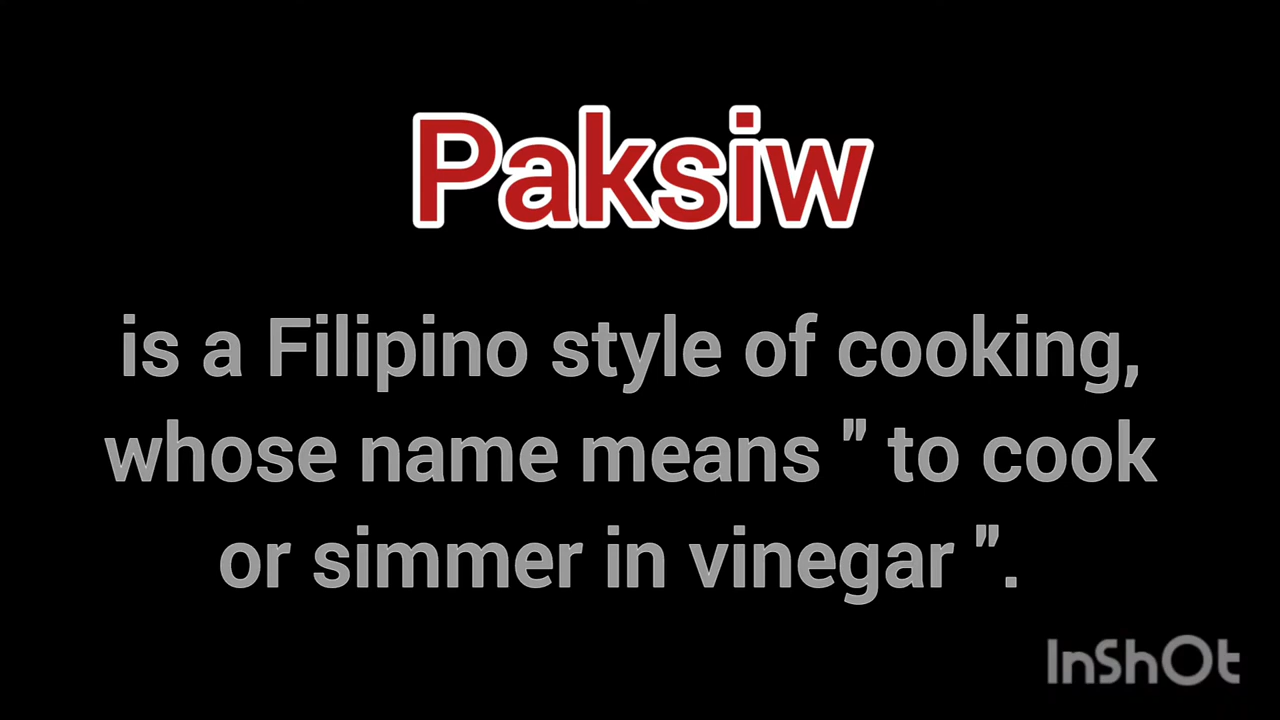 Paksiw
is a Filipino style of cooking,
whose name means " to cook
or simmer in vinegar ".
InShOt